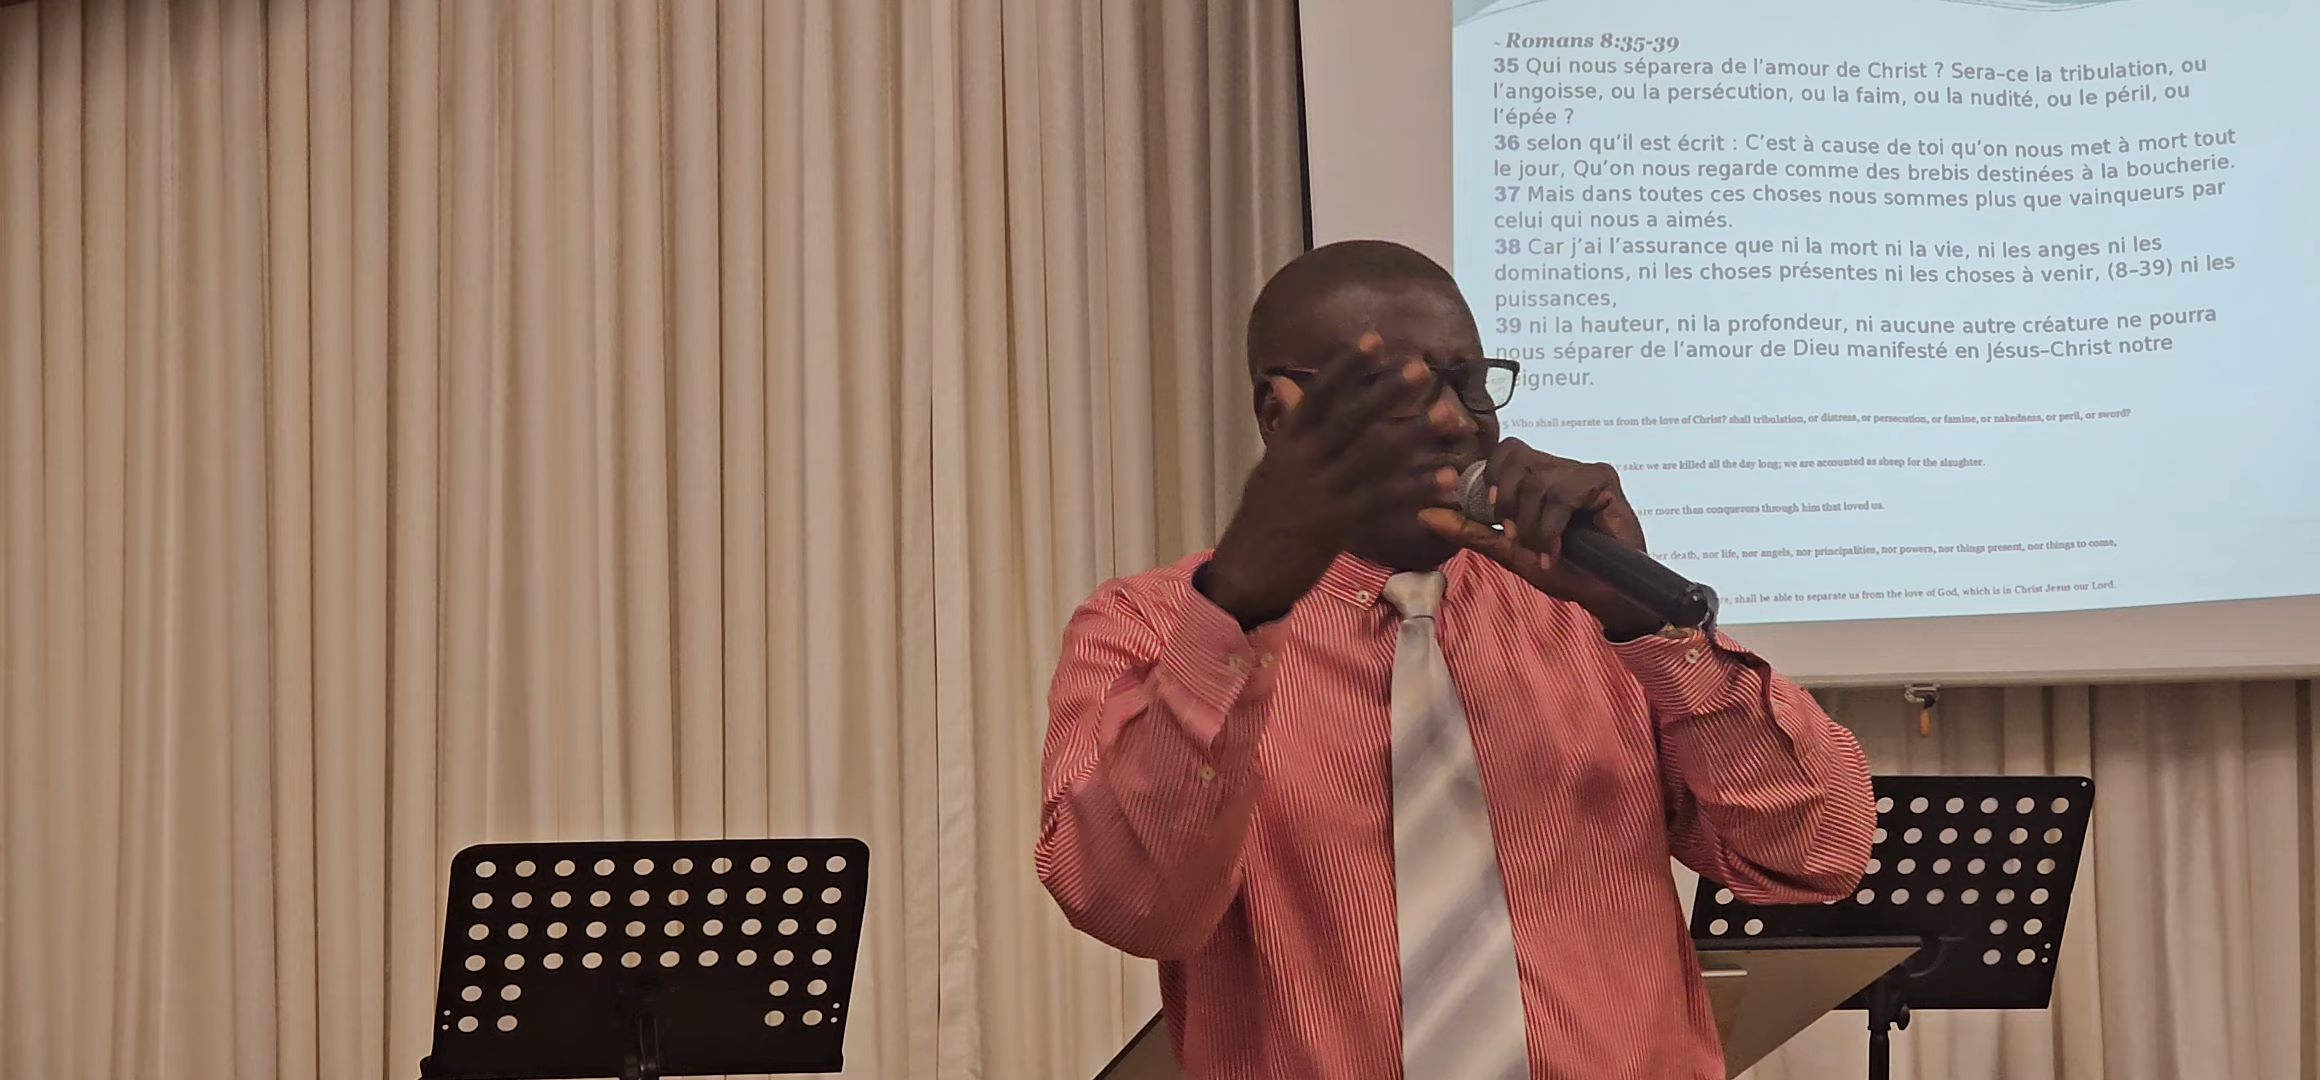 ~ Romans 8:35-39
35 Qui nous séparera de l'amour de Christ ? Sera-ce la tribulation, ou
l'angoisse, ou la persécution, ou la faim, ou la nudité, ou le péril, ou
l'épée ?
36 selon qu'il est écrit : C'est à cause de toi qu'on nous met à mort tout
le jour, Qu'on nous regarde comme des brebis destinées à la boucherie.
37 Mais dans toutes ces choses nous sommes plus que vainqueurs par
celui qui nous a aimés.
38 Car j'ai l'assurance que ni la mort ni la vie, ni les anges ni les
dominations, ni les choses présentes ni les choses à venir, (8-39) ni les
puissances,
39 ni la hauteur, ni la profondeur, ni aucune autre créature ne pourra
nous séparer de l'amour de Dieu manifesté en Jésus-Christ notre
eigneur.
5 Who shall separate us from the love of Christ? shall tribulation, or distress, or persecution, or famine, or nakedness, or peril, or sword?
sake we are killed all the day long; we are accounted as sheep for the slaughter.
are more than conquerors through him that loved us.
death, nor life, nor angels, nor principalities, nor powers, nor things present, nor things to come,
shall be able to separate us from the love of God, which is in Christ Jesus our Lord.